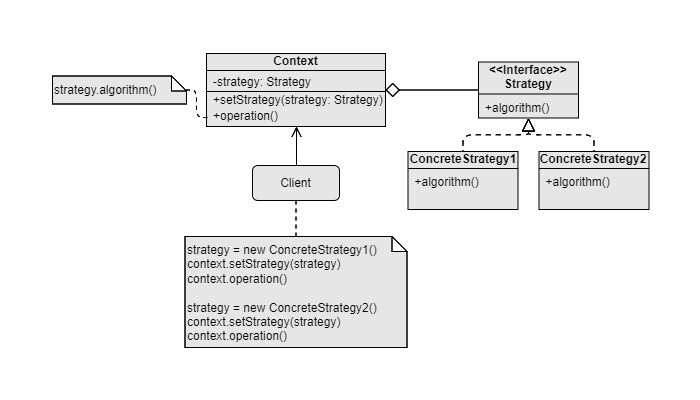 Context
-strategy: Strategy
+setStrategy(strategy: Strategy)
+operation()
strategy.algorithm()
<<Interface>>
Strategy
+algorithm()
ConcreteStrategy1
+algorithm()
ConcreteStrategy2
+algorithm()
Client
strategy = new ConcreteStrategy1()
context.setStrategy(strategy)
context.operation()
strategy = new ConcreteStrategy2()
context.setStrategy(strategy)
context.operation()